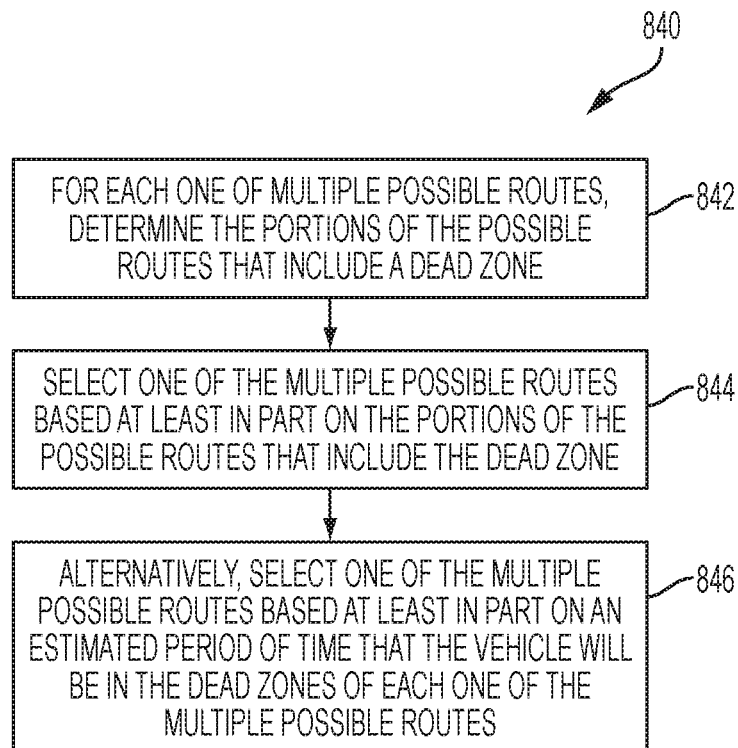 840
FOR EACH ONE OF MULTIPLE POSSIBLE ROUTES,
DETERMINE THE PORTIONS OF THE POSSIBLE
ROUTES THAT INCLUDE A DEAD ZONE
842
SELECT ONE OF THE MULTIPLE POSSIBLE ROUTES
BASED AT LEAST IN PART ON THE PORTIONS OF THE
POSSIBLE ROUTES THAT INCLUDE THE DEAD ZONE
844
ALTERNATIVELY, SELECT ONE OF THE MULTIPLE
POSSIBLE ROUTES BASED AT LEAST IN PART ON AN
ESTIMATED PERIOD OF TIME THAT THE VEHICLE WILL
BE IN THE DEAD ZONES OF EACH ONE OF THE
MULTIPLE POSSIBLE ROUTES
846